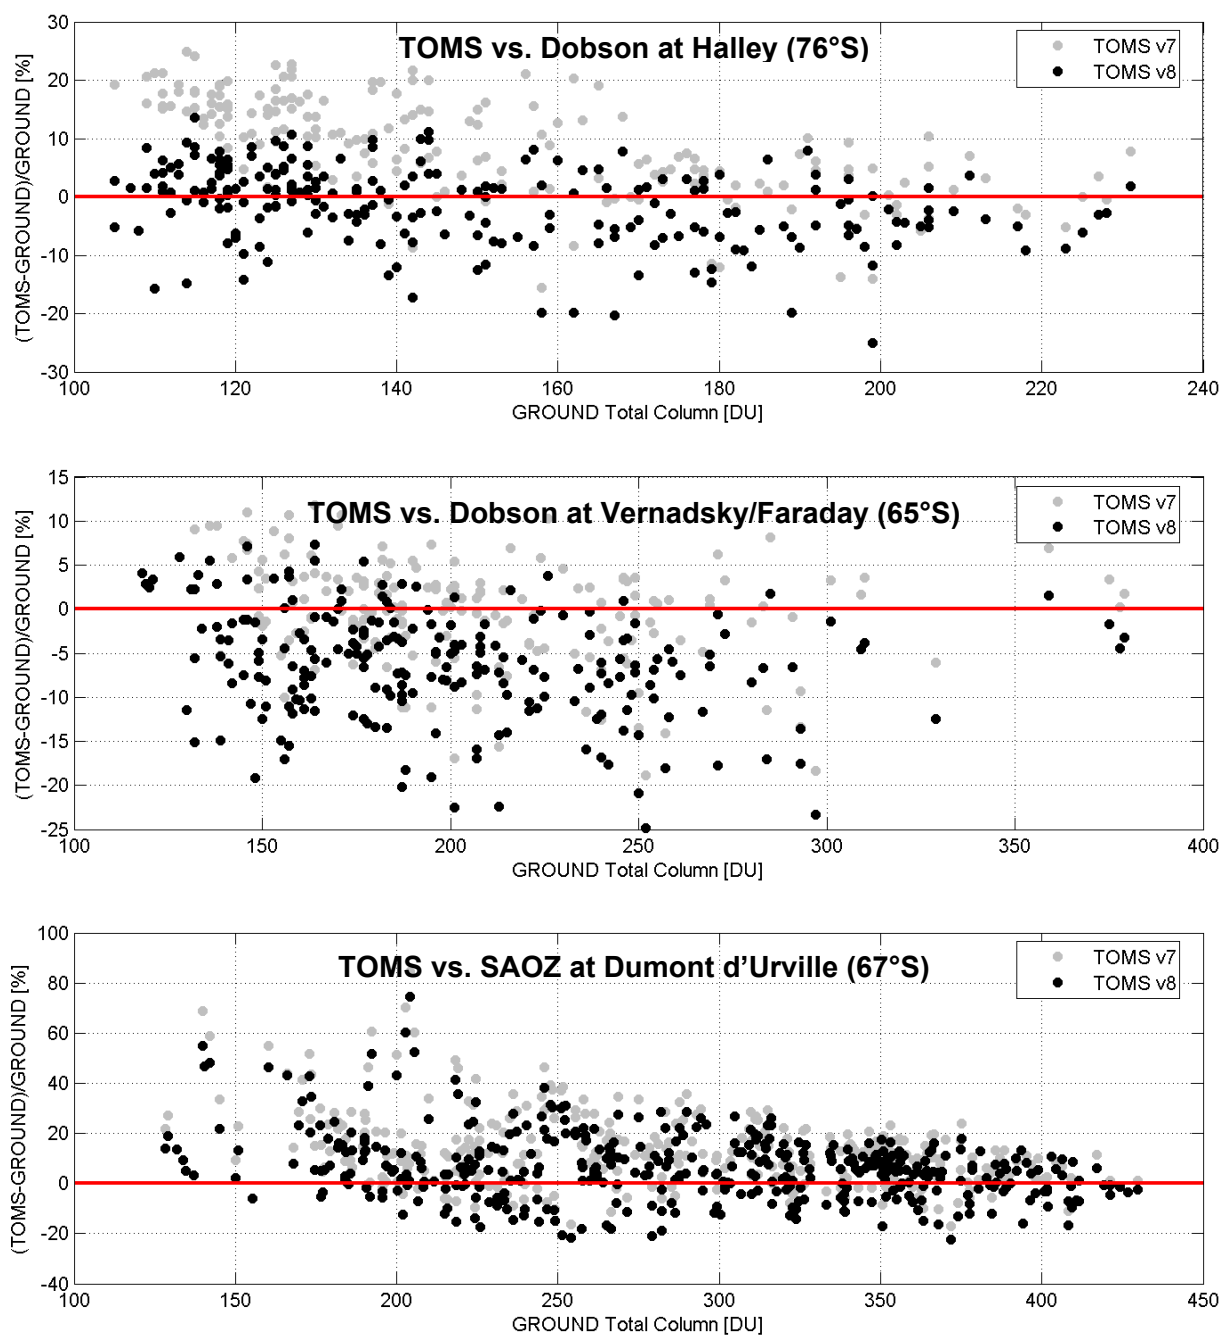 TOMS vs. Dobson at Halley (76°S)
TOMS v7
TOMS v8
(TOMS-GROUND)/GROUND [%]
30
20
10
0
-10
-20
-30
100 120 140 160 180 200 220 240
GROUND Total Column [DU]
TOMS vs. Dobson at Vernadsky/Faraday (65°S)
TOMS v7
TOMS v8
(TOMS-GROUND)/GROUND [%]
15
10
5
0
-5
-10
-15
-20
-25
100 150 200 250 300 350 400
GROUND Total Column [DU]
TOMS vs. SAOZ at Dumont d’Urville (67°S)
TOMS v7
TOMS v8
(TOMS-GROUND)/GROUND [%]
100
80
60
40
20
0
-20
-40
100 150 200 250 300 350 400 450
GROUND Total Column [DU]